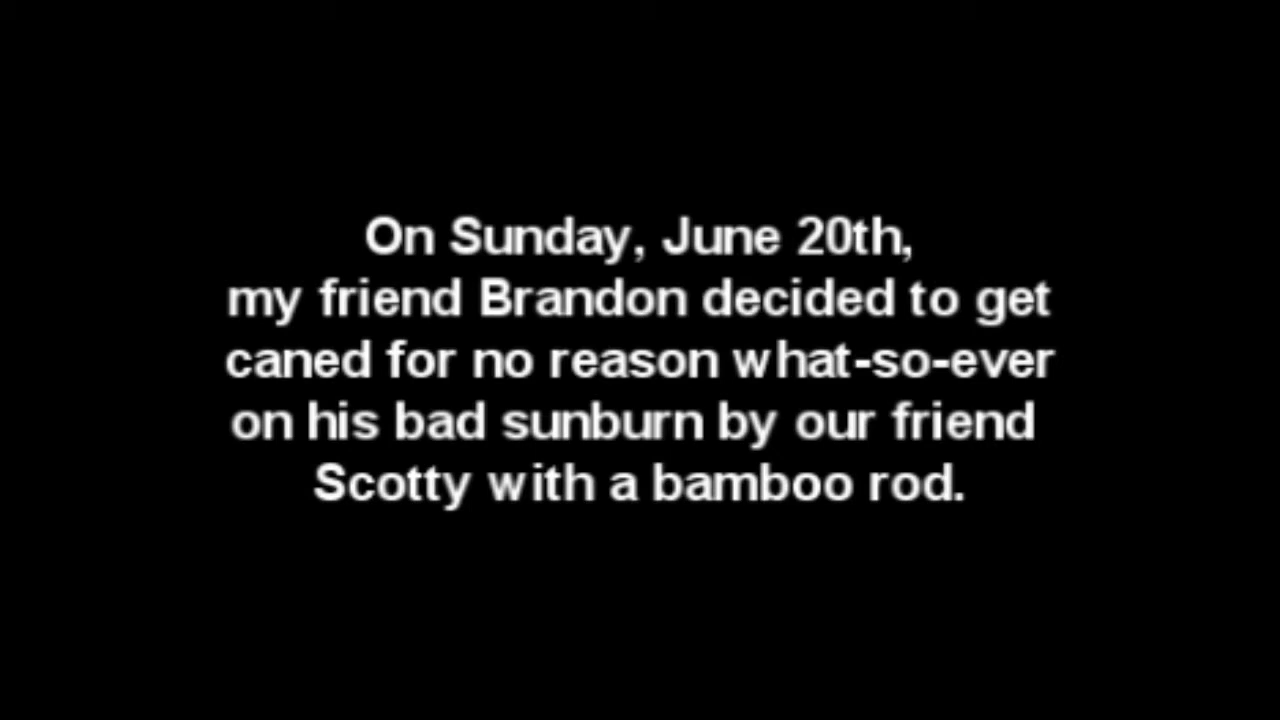 On Sunday, June 20th,
my friend Brandon decided to get
caned for no reason what-so-ever
on his bad sunburn by our friend
Scotty with a bamboo rod.